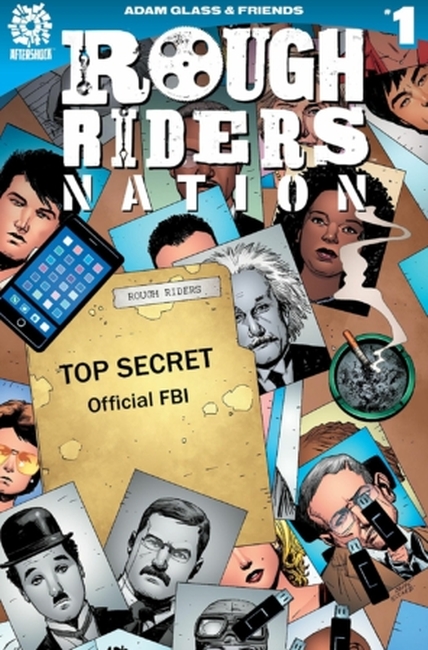 ADAM GLASS & FRIENDS
#1
AFTERSHOCK
ROUGH
RIDERS
NATION
ROUGH RIDERS
TOP SECRET
Official FBI